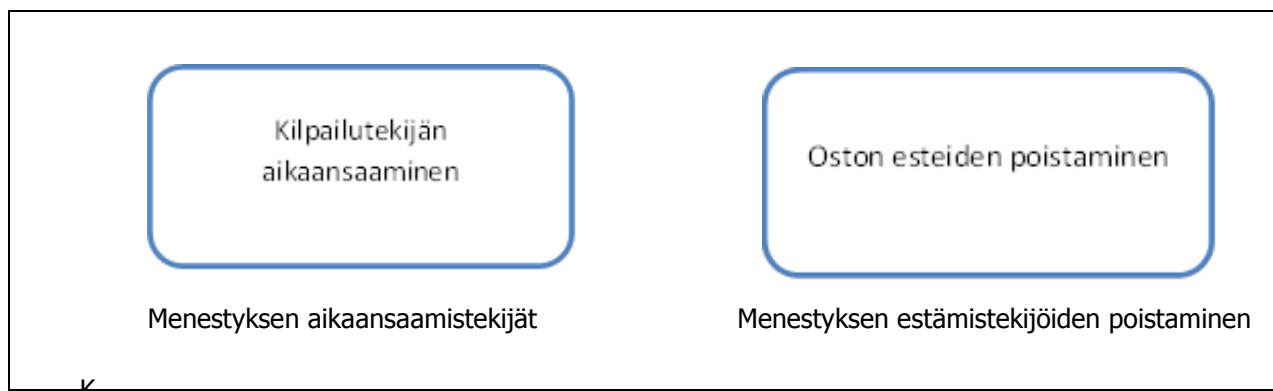 Kilpailutekijän
aikaansaaminen
Oston esteiden poistaminen
Menestyksen aikaansaamistekijät
Menestyksen estämistekijöiden poistaminen